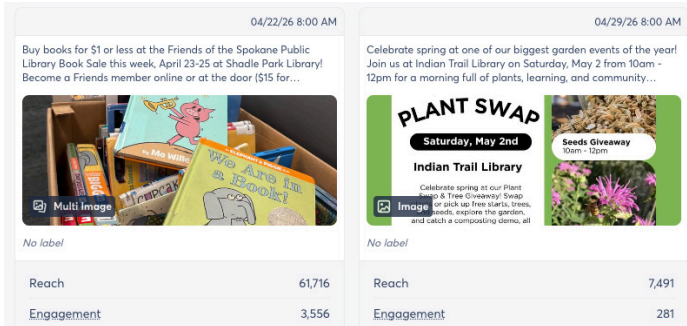 04/22/26 8:00 AM
Buy books for $1 or less at the Friends of the Spokane Public
Library Book Sale this week, April 23-25 at Shadle Park Library!
Become a Friends member online or at the door ($15 for…
Mo Wille
An ELEPHANT & PIGGIE Book
We Are in
a Book!
BIGG
CUPCAK
Multi Image
No label
Reach 61,716
Engagement 3,556
04/29/26 8:00 AM
Celebrate spring at one of our biggest garden events of the year!
Join us at Indian Trail Library on Saturday, May 2 from 10am -
12pm for a morning full of plants, learning, and community…
PLANT SWAP
Saturday, May 2nd
Indian Trail Library
Celebrate spring at our Plant
Swap & Tree Giveaway! Swap
or pick up free starts, trees,
seeds, explore the garden,
and catch a composting demo, all
Seeds Giveaway
10am - 12pm
Image
No label
Reach 7,491
Engagement 281